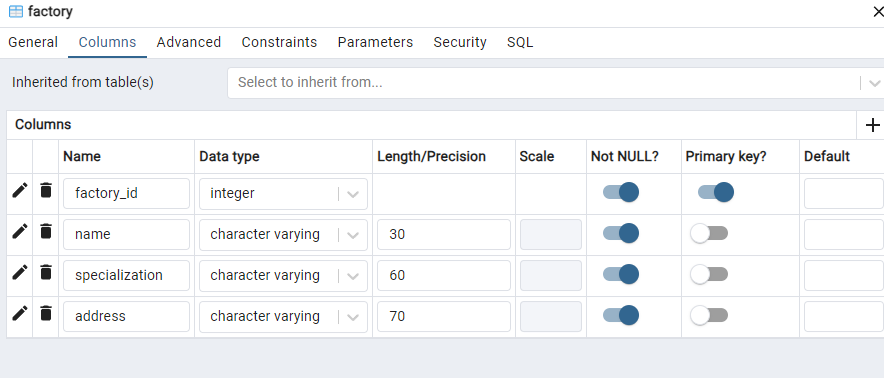 factory
General Columns Advanced Constraints Parameters Security SQL
Inherited from table(s) Select to inherit from...
Columns
Name Data type Length/Precision Scale Not NULL? Primary key? Default
factory_id integer
name character varying 30
specialization character varying 60
address character varying 70